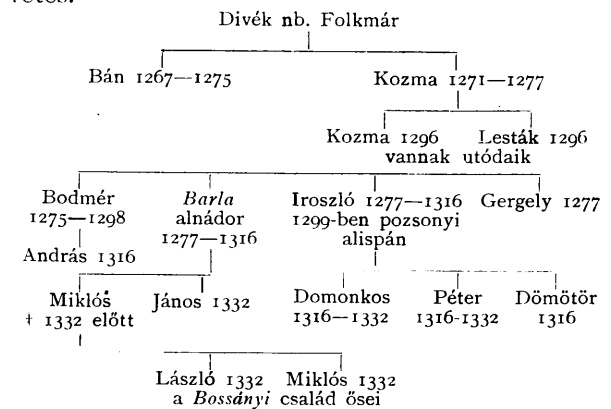 Divék nb. Folkmár
Bán 1267—1275 Kozma 1271—1277
Kozma 1296 Lesták 1296
vannak utódaik
Bodmér Barla Iroszló 1277—1316 Gergely 1277
1275—1298 alnádor 1299-ben pozsonyi
1277—1316 alispán
András 1316
Miklós János 1332 Domonkos Péter Dömötör
† 1332 előtt 1316—1332 1316-1332 1316
László 1332 Miklós 1332
a Bossányi család ősei